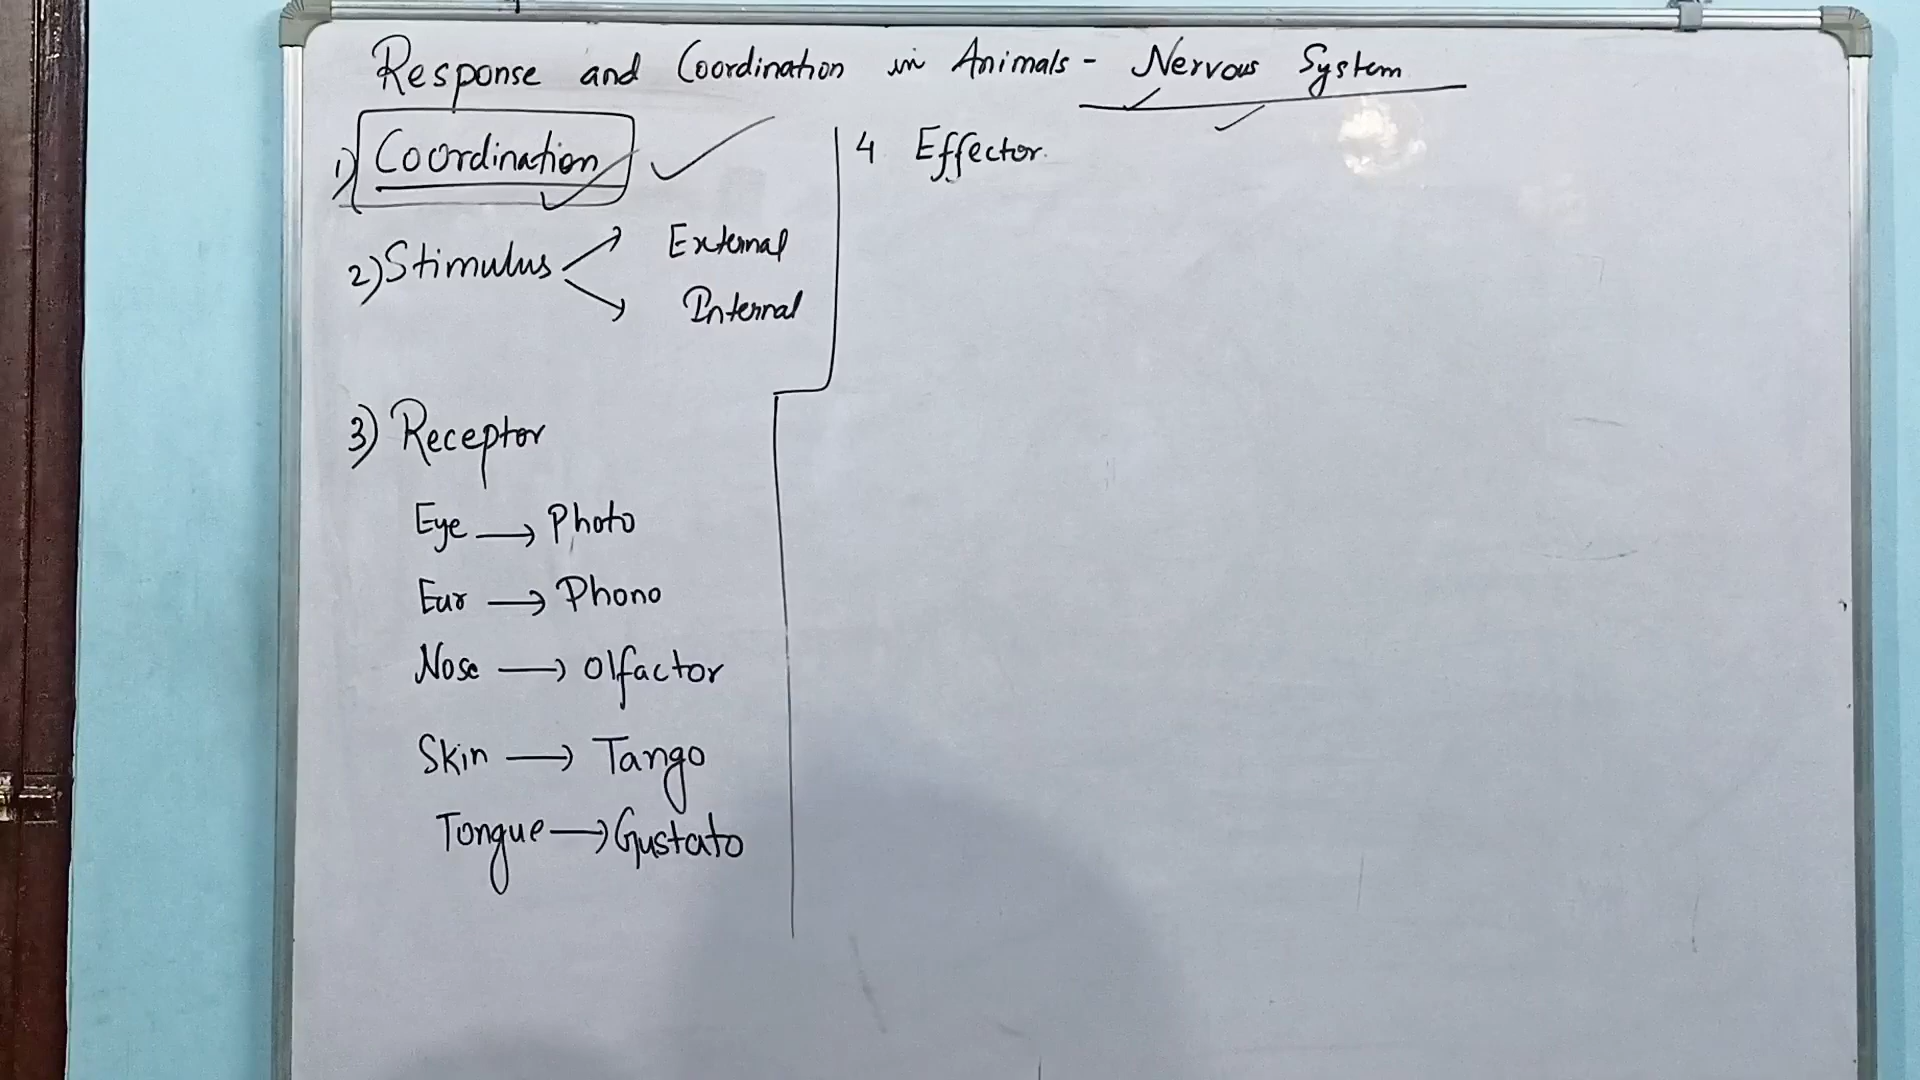 Response and Coordination in Animals - Nervous System
1) Coordination
2) Stimulus
External
Internal
3) Receptor
Eye → Photo
Ear → Phono
Nose → Olfactor
Skin → Tango
Tongue → Gustato
4 Effector.